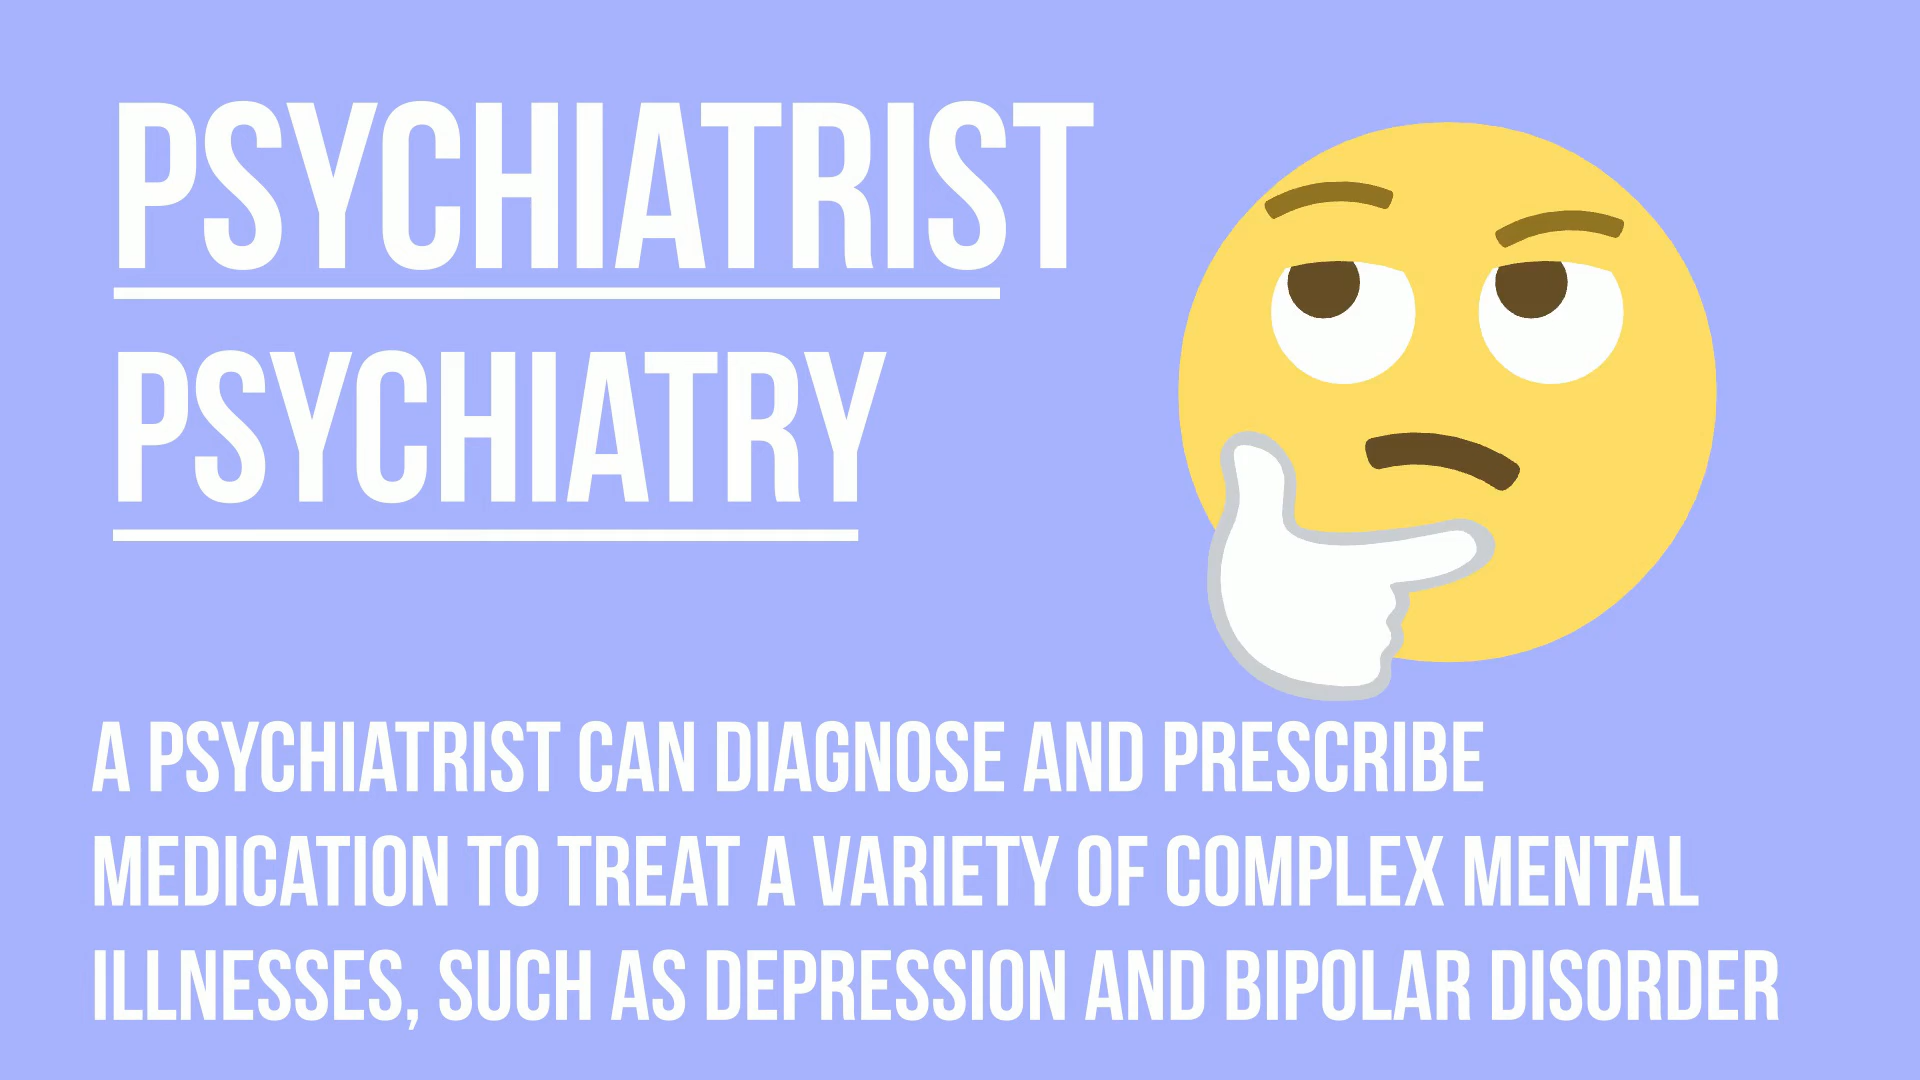 PSYCHIATRIST
PSYCHIATRY
A PSYCHIATRIST CAN DIAGNOSE AND PRESCRIBE
MEDICATION TO TREAT A VARIETY OF COMPLEX MENTAL
ILLNESSES, SUCH AS DEPRESSION AND BIPOLAR DISORDER